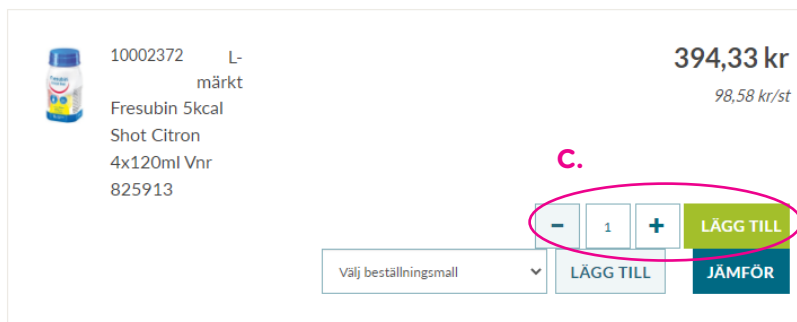 10002372 L-
märkt
Fresubin 5kcal
Shot Citron
4x120ml Vnr
825913
394,33 kr
98,58 kr/st
C.
− 1 + LÄGG TILL
Välj beställningsmall LÄGG TILL JÄMFÖR